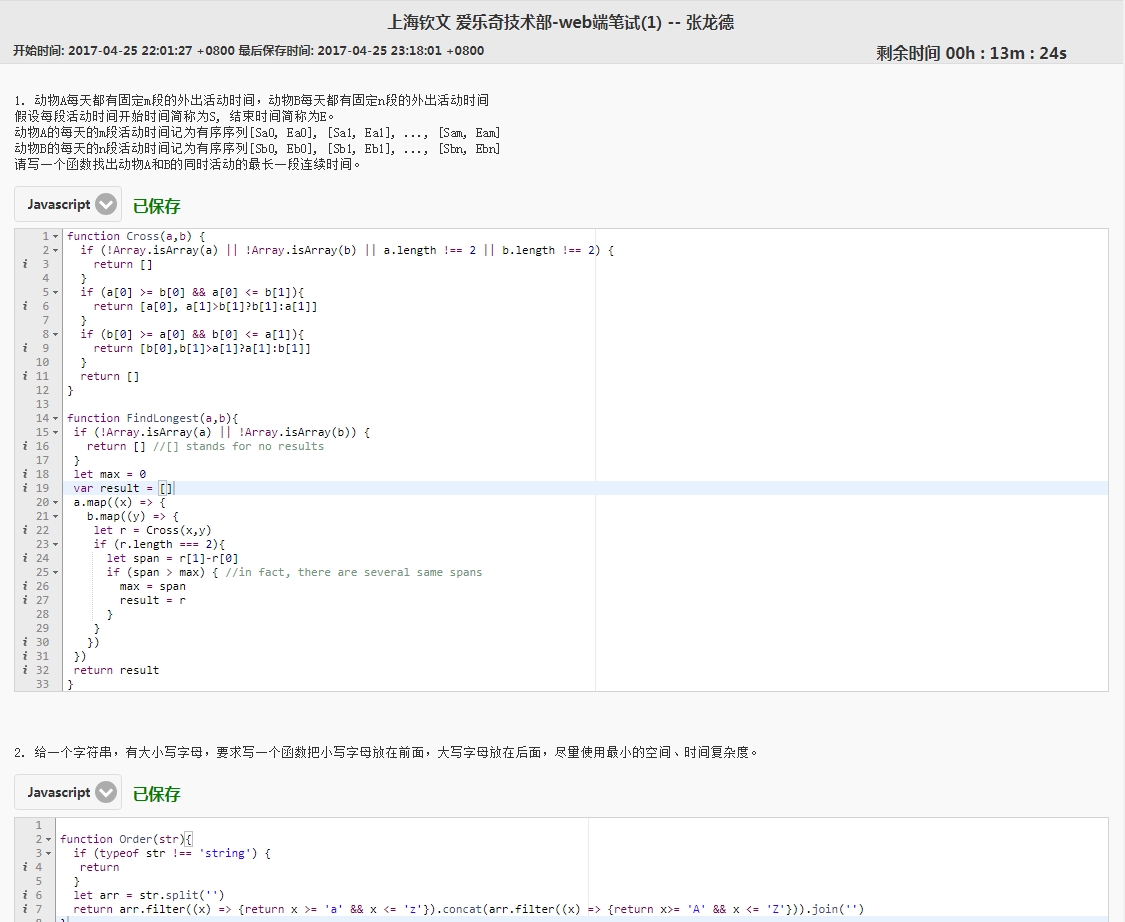 上海钦文 爱乐奇技术部-web端笔试(1) -- 张龙德
开始时间: 2017-04-25 22:01:27 +0800 最后保存时间: 2017-04-25 23:18:01 +0800
剩余时间 00h : 13m : 24s
1. 动物A每天都有固定m段的外出活动时间，动物B每天都有固定n段的外出活动时间
假设每段活动时间开始时间简称为S, 结束时间简称为E。
动物A的每天的m段活动时间记为有序序列[Sa0, Ea0], [Sa1, Ea1], ..., [Sam, Eam]
动物B的每天的n段活动时间记为有序序列[Sb0, Eb0], [Sb1, Eb1], ..., [Sbn, Ebn]
请写一个函数找出动物A和B的同时活动的最长一段连续时间。
Javascript 已保存
1 function Cross(a,b) {
2 if (!Array.isArray(a) || !Array.isArray(b) || a.length !== 2 || b.length !== 2) {
i 3 return []
4 }
5 if (a[0] >= b[0] && a[0] <= b[1]){
i 6 return [a[0], a[1]>b[1]?b[1]:a[1]]
7 }
8 if (b[0] >= a[0] && b[0] <= a[1]){
i 9 return [b[0],b[1]>a[1]?a[1]:b[1]]
10 }
i 11 return []
12 }
13
14 function FindLongest(a,b){
15 if (!Array.isArray(a) || !Array.isArray(b)) {
i 16 return [] //[] stands for no results
17 }
i 18 let max = 0
i 19 var result = []
20 a.map((x) => {
21 b.map((y) => {
i 22 let r = Cross(x,y)
23 if (r.length === 2){
i 24 let span = r[1]-r[0]
25 if (span > max) { //in fact, there are several same spans
i 26 max = span
i 27 result = r
28 }
29 }
i 30 })
i 31 })
i 32 return result
33 }
2. 给一个字符串，有大小写字母，要求写一个函数把小写字母放在前面，大写字母放在后面，尽里使用最小的空间、时间复杂度。
Javascript 已保存
1
2 function Order(str){
3 if (typeof str !== 'string') {
i 4 return
5 }
i 6 let arr = str.split('')
i 7 return arr.filter((x) => {return x >= 'a' && x <= 'z'}).concat(arr.filter((x) => {return x>= 'A' && x <= 'Z'})).join('')